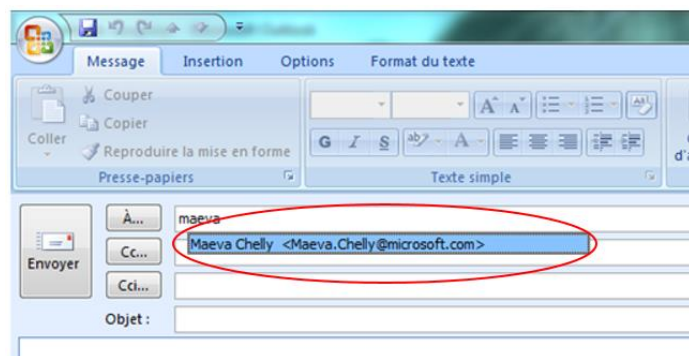 Message Insertion Options Format du texte
Couper
Copier
Coller
Reproduire la mise en forme
G I S
Presse-papiers Texte simple
À... maeva
Maeva Chelly <Maeva.Chelly@microsoft.com>
Cc...
Envoyer
Cci...
Objet :